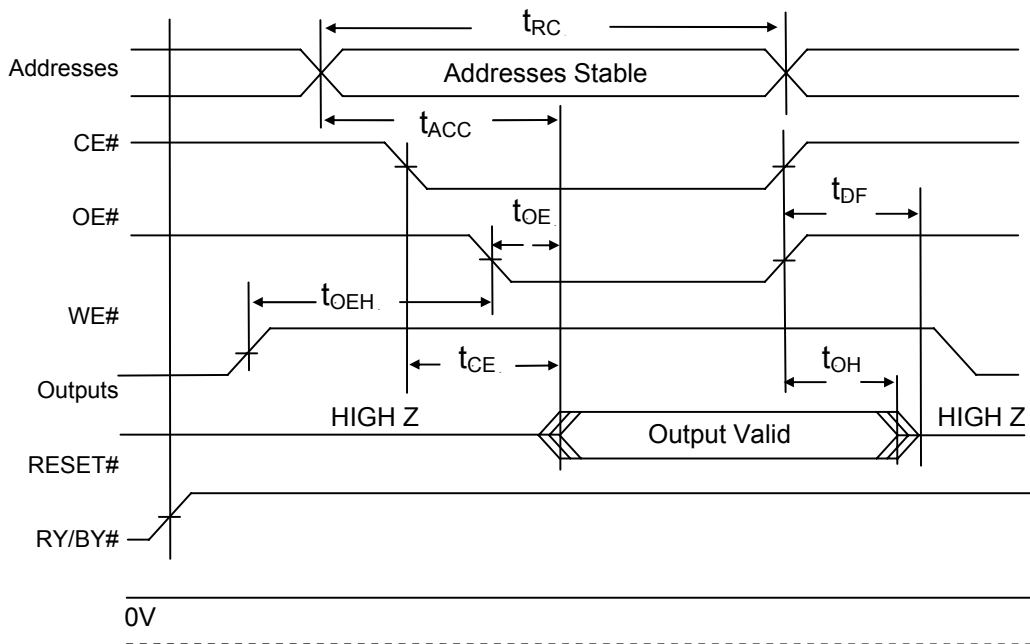 tRC
Addresses
Addresses Stable
tACC
CE#
tDF
OE#
tOE
tOEH
WE#
tCE
tOH
Outputs
HIGH Z
Output Valid
HIGH Z
RESET#
RY/BY#
0V